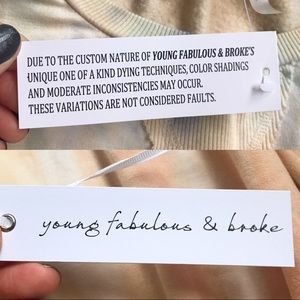 DUE TO THE CUSTOM NATURE OF YOUNG FABULOUS & BROKE'S
UNIQUE ONE OF A KIND DYING TECHNIQUES, COLOR SHADINGS
AND MODERATE INCONSISTENCIES MAY OCCUR.
THESE VARIATIONS ARE NOT CONSIDERED FAULTS.
young fabulous & broke